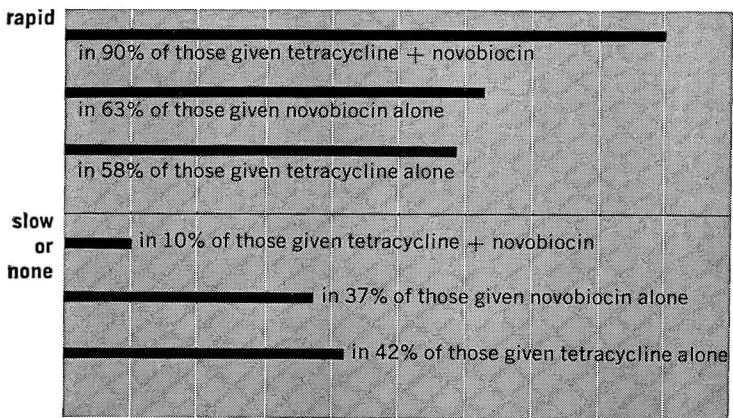 rapid
in 90% of those given tetracycline + novobiocin
in 63% of those given novobiocin alone
in 58% of those given tetracycline alone
slow
or
none
in 10% of those given tetracycline + novobiocin
in 37% of those given novobiocin alone
in 42% of those given tetracycline alone